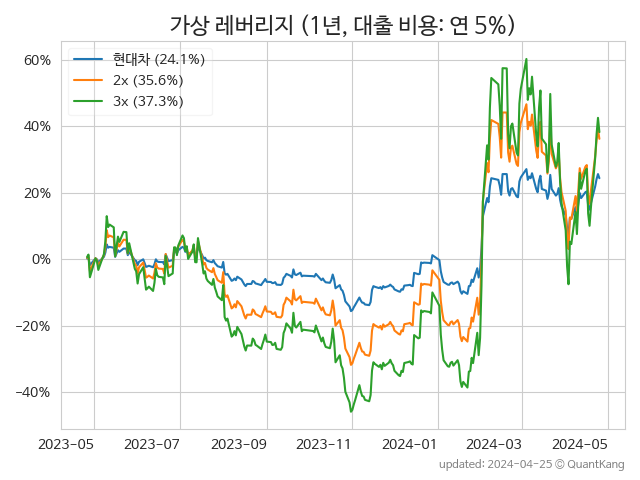 가상 레버리지 (1년, 대출 비용: 연 5%)
현대차 (24.1%)
2x (35.6%)
3x (37.3%)
60%
40%
20%
0%
−20%
−40%
2023-05 2023-07 2023-09 2023-11 2024-01 2024-03 2024-05
updated: 2024-04-25 © QuantKang